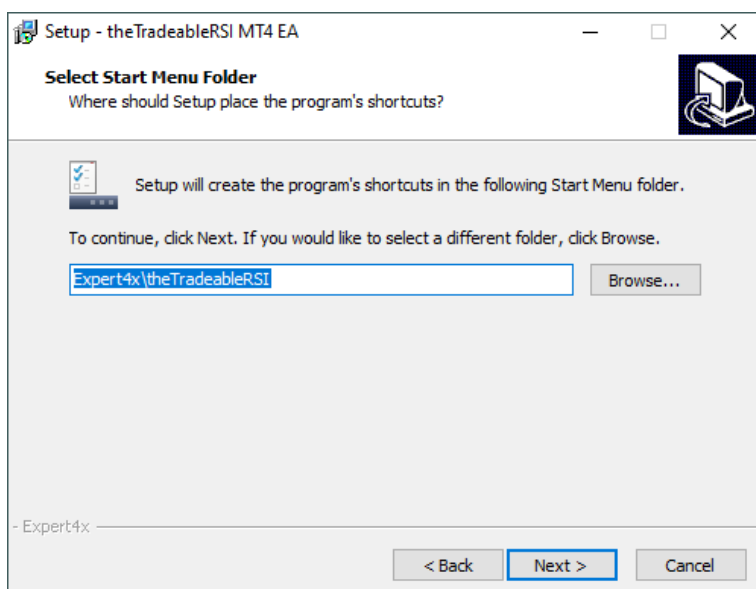 Setup - theTradeableRSI MT4 EA
Select Start Menu Folder
Where should Setup place the program's shortcuts?
Setup will create the program's shortcuts in the following Start Menu folder.
To continue, click Next. If you would like to select a different folder, click Browse.
Expert4x\theTradeableRSI
Browse...
- Expert4x
< Back
Next >
Cancel